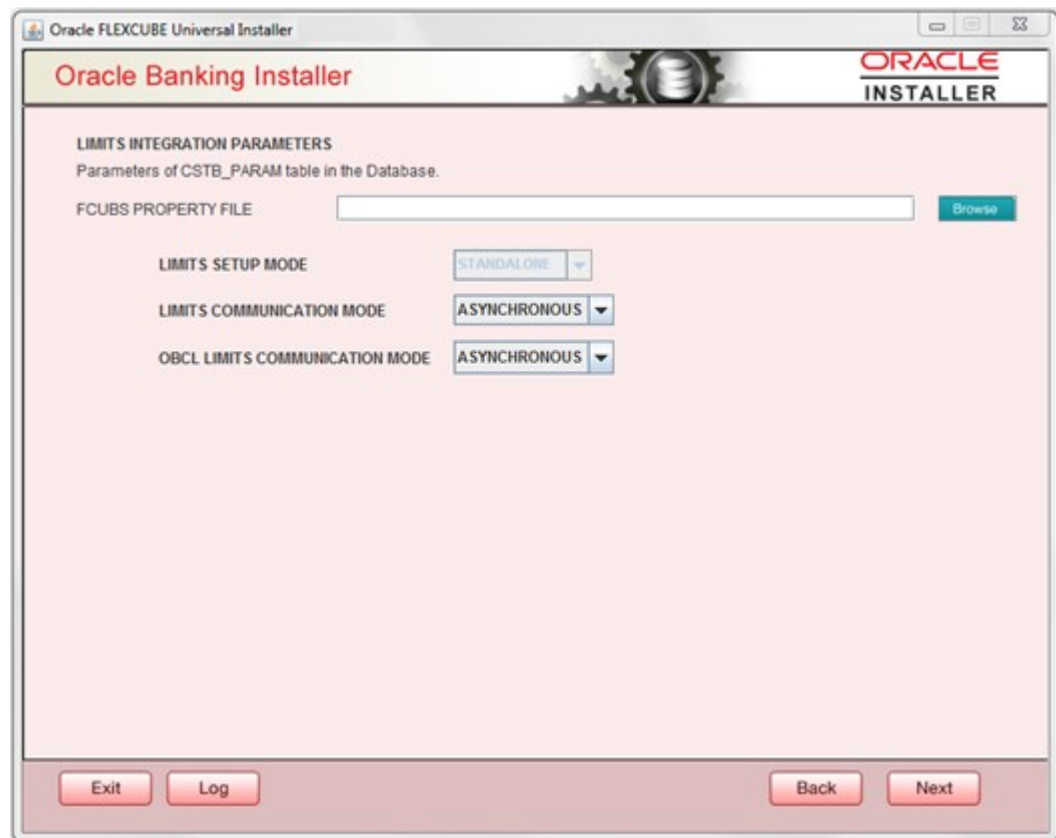 Oracle FLEXCUBE Universal Installer
Oracle Banking Installer
ORACLE
INSTALLER
LIMITS INTEGRATION PARAMETERS
Parameters of CSTB_PARAM table in the Database.
FCUBS PROPERTY FILE
Browse
LIMITS SETUP MODE
STANDALONE
LIMITS COMMUNICATION MODE
ASYNCHRONOUS
OBCL LIMITS COMMUNICATION MODE
ASYNCHRONOUS
Exit
Log
Back
Next